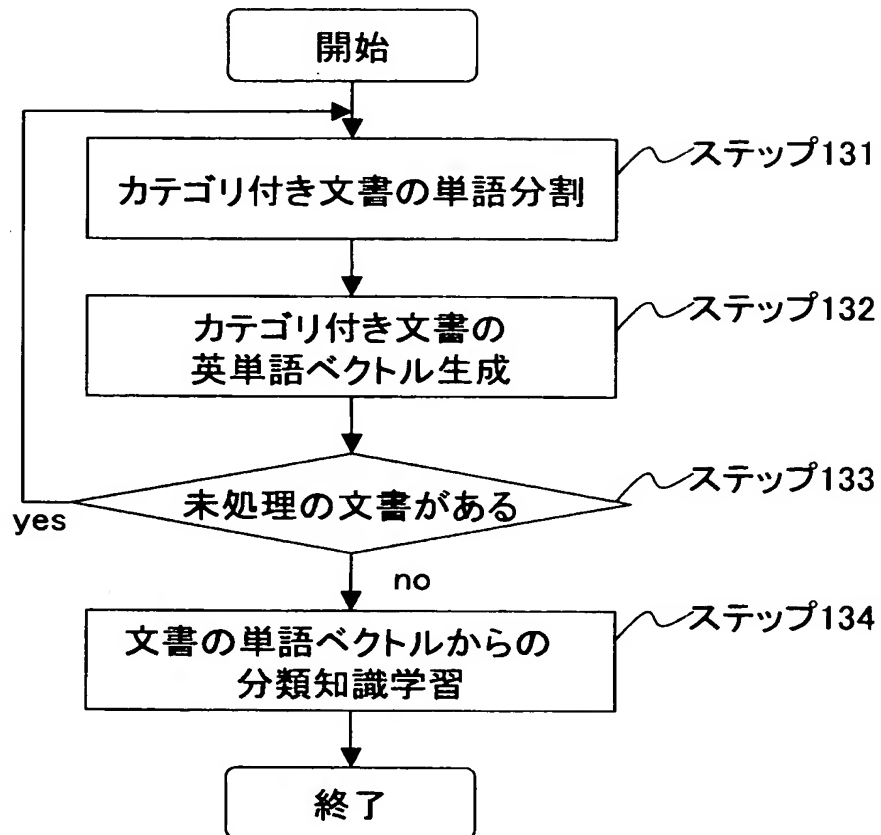 開始
カテゴリ付き文書の単語分割
ステップ131
カテゴリ付き文書の
英単語ベクトル生成
ステップ132
未処理の文書がある
ステップ133
yes
no
文書の単語ベクトルからの
分類知識学習
ステップ134
終了